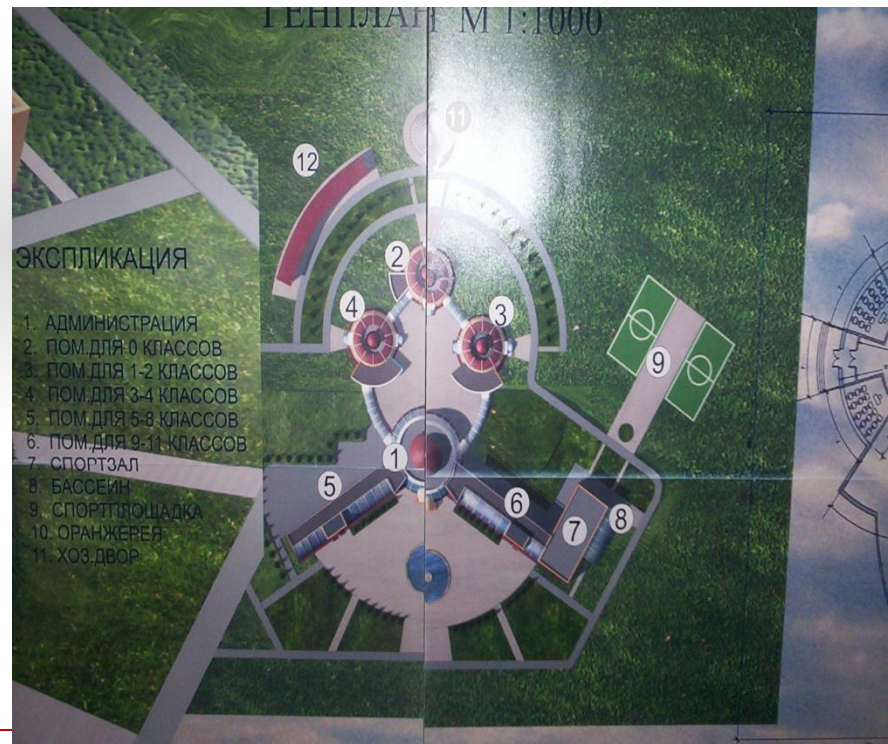 ГЕНПЛАН М 1:1000
11
12
2
4
3
9
1
5
6
7
8
ЭКСПЛИКАЦИЯ
1. АДМИНИСТРАЦИЯ
2. ПОМ.ДЛЯ 0 КЛАССОВ
3. ПОМ.ДЛЯ 1-2 КЛАССОВ
4. ПОМ.ДЛЯ 3-4 КЛАССОВ
5. ПОМ.ДЛЯ 5-8 КЛАССОВ
6. ПОМ.ДЛЯ 9-11 КЛАССОВ
7. СПОРТЗАЛ
8. БАССЕИН
9. СПОРТПЛОЩАДКА
10. ОРАНЖЕРЕЯ
11. ХОЗ.ДВОР